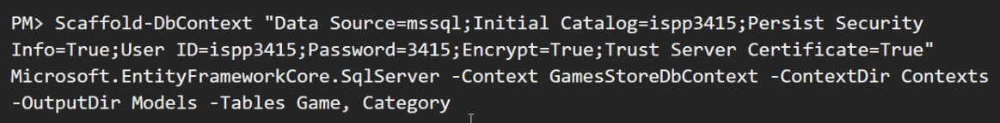 PM> Scaffold-DbContext "Data Source=mssql;Initial Catalog=ispp3415;Persist Security
Info=True;User ID=ispp3415;Password=3415;Encrypt=True;Trust Server Certificate=True"
Microsoft.EntityFrameworkCore.SqlServer -Context GamesStoreDbContext -ContextDir Contexts
-OutputDir Models -Tables Game, Category